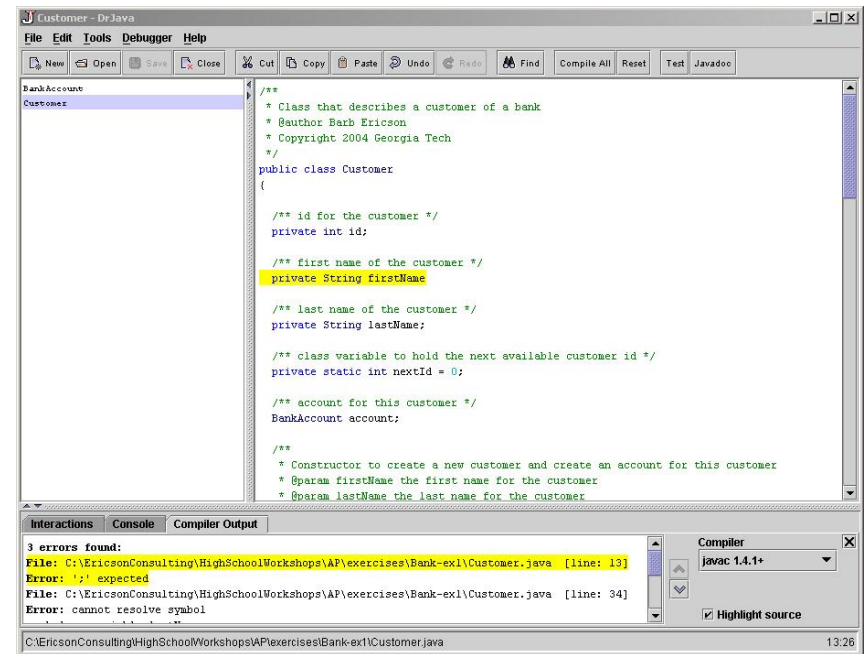 Customer - DrJava
File Edit Tools Debugger Help
New Open Save Close Cut Copy Paste Undo Redo Find Compile All Reset Test Javadoc
BankAccount
Customer
/**
* Class that describes a customer of a bank
* @author Barb Ericson
* Copyright 2004 Georgia Tech
*/
public class Customer
{
/** id for the customer */
private int id;
/** first name of the customer */
private String firstName
/** last name of the customer */
private String lastName;
/** class variable to hold the next available customer id */
private static int nextId = 0;
/** account for this customer */
BankAccount account;
/**
* Constructor to create a new customer and create an account for this customer
* @param firstName the first name for the customer
* @param lastName the last name for the customer
Interactions Console Compiler Output
3 errors found:
File: C:\EricsonConsulting\HighSchoolWorkshops\AP\exercises\Bank-ex1\Customer.java [line: 13]
Error: ';' expected
File: C:\EricsonConsulting\HighSchoolWorkshops\AP\exercises\Bank-ex1\Customer.java [line: 34]
Error: cannot resolve symbol
Compiler
javac 1.4.1+
Highlight source
C:\EricsonConsulting\HighSchoolWorkshops\AP\exercises\Bank-ex1\Customer.java 13:26